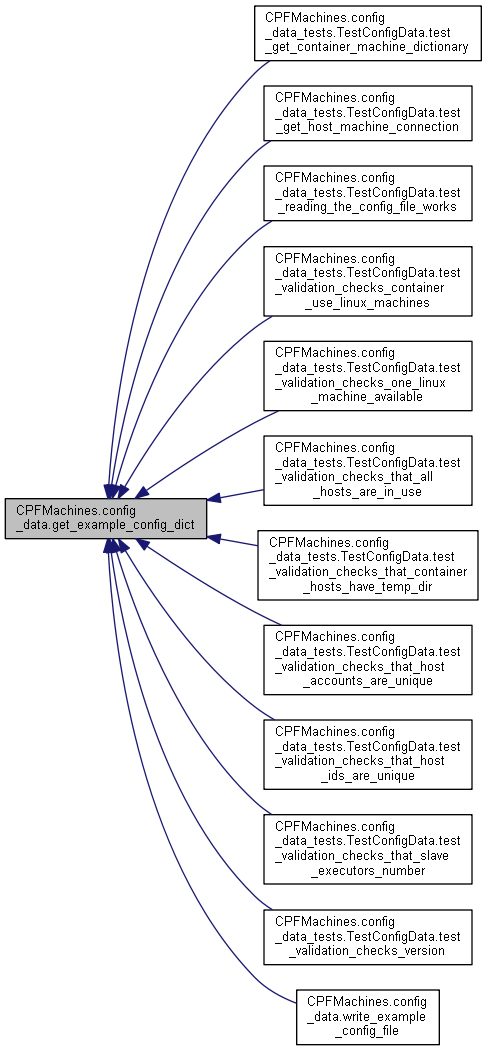 CPFMachines.config
_data_tests.TestConfigData.test
_get_container_machine_dictionary
CPFMachines.config
_data_tests.TestConfigData.test
_get_host_machine_connection
CPFMachines.config
_data_tests.TestConfigData.test
_reading_the_config_file_works
CPFMachines.config
_data_tests.TestConfigData.test
_validation_checks_container
_use_linux_machines
CPFMachines.config
_data_tests.TestConfigData.test
_validation_checks_one_linux
_machine_available
CPFMachines.config
_data_tests.TestConfigData.test
_validation_checks_that_all
_hosts_are_in_use
CPFMachines.config
_data.get_example_config_dict
CPFMachines.config
_data_tests.TestConfigData.test
_validation_checks_that_container
_hosts_have_temp_dir
CPFMachines.config
_data_tests.TestConfigData.test
_validation_checks_that_host
_accounts_are_unique
CPFMachines.config
_data_tests.TestConfigData.test
_validation_checks_that_host
_ids_are_unique
CPFMachines.config
_data_tests.TestConfigData.test
_validation_checks_that_slave
_executors_number
CPFMachines.config
_data_tests.TestConfigData.test
_validation_checks_version
CPFMachines.config
_data.write_example
_config_file